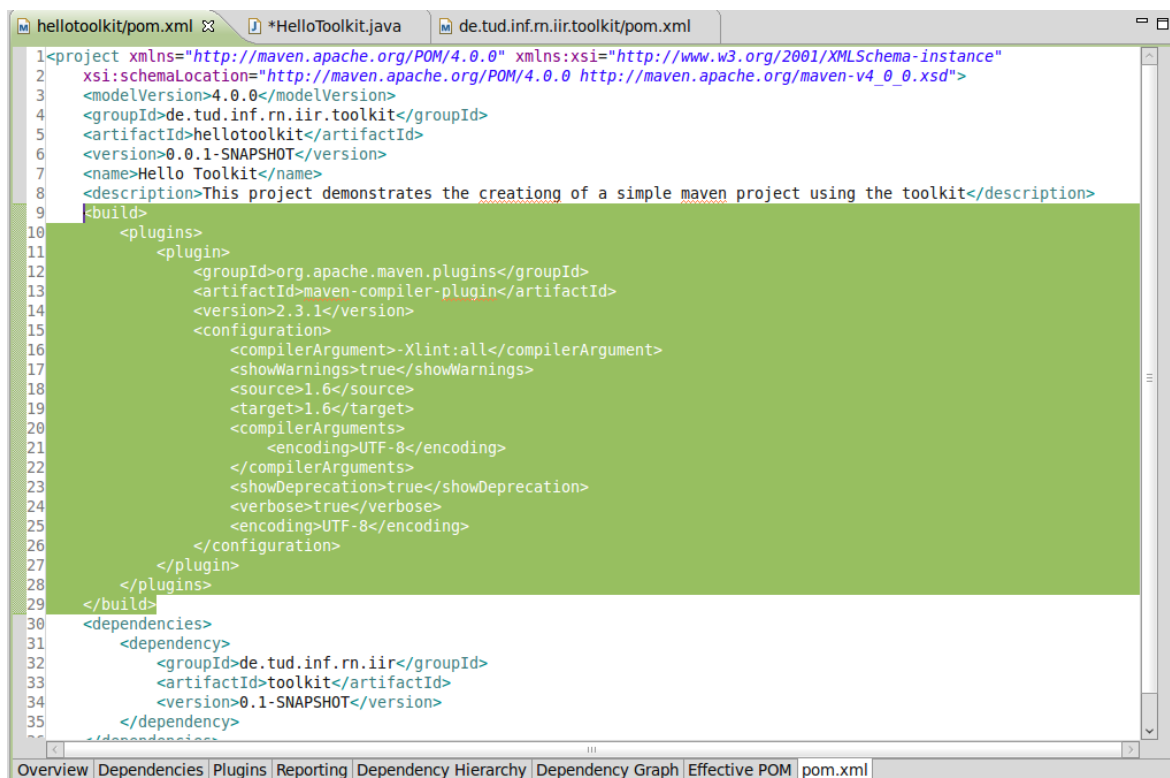 hellotoolkit/pom.xml *HelloToolkit.java de.tud.inf.rn.iir.toolkit/pom.xml
1 <project xmlns="http://maven.apache.org/POM/4.0.0" xmlns:xsi="http://www.w3.org/2001/XMLSchema-instance"
2 xsi:schemaLocation="http://maven.apache.org/POM/4.0.0 http://maven.apache.org/maven-v4_0_0.xsd">
3 <modelVersion>4.0.0</modelVersion>
4 <groupId>de.tud.inf.rn.iir.toolkit</groupId>
5 <artifactId>hellotoolkit</artifactId>
6 <version>0.0.1-SNAPSHOT</version>
7 <name>Hello Toolkit</name>
8 <description>This project demonstrates the creationg of a simple maven project using the toolkit</description>
9 <build>
10 <plugins>
11 <plugin>
12 <groupId>org.apache.maven.plugins</groupId>
13 <artifactId>maven-compiler-plugin</artifactId>
14 <version>2.3.1</version>
15 <configuration>
16 <compilerArgument>-Xlint:all</compilerArgument>
17 <showWarnings>true</showWarnings>
18 <source>1.6</source>
19 <target>1.6</target>
20 <compilerArguments>
21 <encoding>UTF-8</encoding>
22 </compilerArguments>
23 <showDeprecation>true</showDeprecation>
24 <verbose>true</verbose>
25 <encoding>UTF-8</encoding>
26 </configuration>
27 </plugin>
28 </plugins>
29 </build>
30 <dependencies>
31 <dependency>
32 <groupId>de.tud.inf.rn.iir</groupId>
33 <artifactId>toolkit</artifactId>
34 <version>0.1-SNAPSHOT</version>
35 </dependency>
36 </dependencies>
Overview Dependencies Plugins Reporting Dependency Hierarchy Dependency Graph Effective POM pom.xml